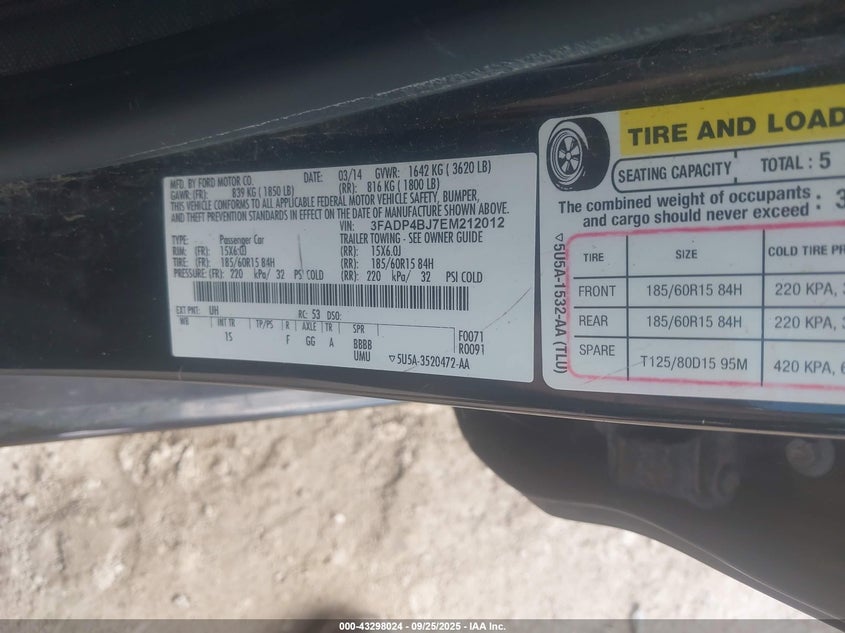 MFD. BY FORD MOTOR CO.
DATE: 03/14 GVWR: 1642 KG ( 3620 LB)
GAWR: (FR): 839 KG ( 1850 LB) (RR): 816 KG ( 1800 LB)
THIS VEHICLE CONFORMS TO ALL APPLICABLE FEDERAL MOTOR VEHICLE SAFETY, BUMPER,
AND THEFT PREVENTION STANDARDS IN EFFECT ON THE DATE OF MANUFACTURE SHOWN ABOVE.
VIN: 3FADP4BJ7EM212012
TYPE: Passenger Car TRAILER TOWING - SEE OWNER GUIDE
RIM: (FR): 15X6.0J (RR): 15X6.0J
TIRE: (FR): 185/60R15 84H (RR): 185/60R15 84H
PRESSURE: (FR): 220 kPa/ 32 PSI COLD (RR): 220 kPa/ 32 PSI COLD
EXT PNT: UH RC: 53 DSO:
WB INT TR TP/PS R AXLE TR SPR
15 F GG A BBBB
UMU
F0071
R0091
▽5U5A-3520472-AA
TIRE AND LOAD
SEATING CAPACITY TOTAL : 5
The combined weight of occupants
and cargo should never exceed : 3
TIRE SIZE COLD TIRE PR
FRONT 185/60R15 84H 220 KPA, 3
REAR 185/60R15 84H 220 KPA, 3
SPARE T125/80D15 95M 420 KPA, 6
▽5U5A-1532-AA (TLU)
000-43298024 - 09/25/2025 - IAA Inc.